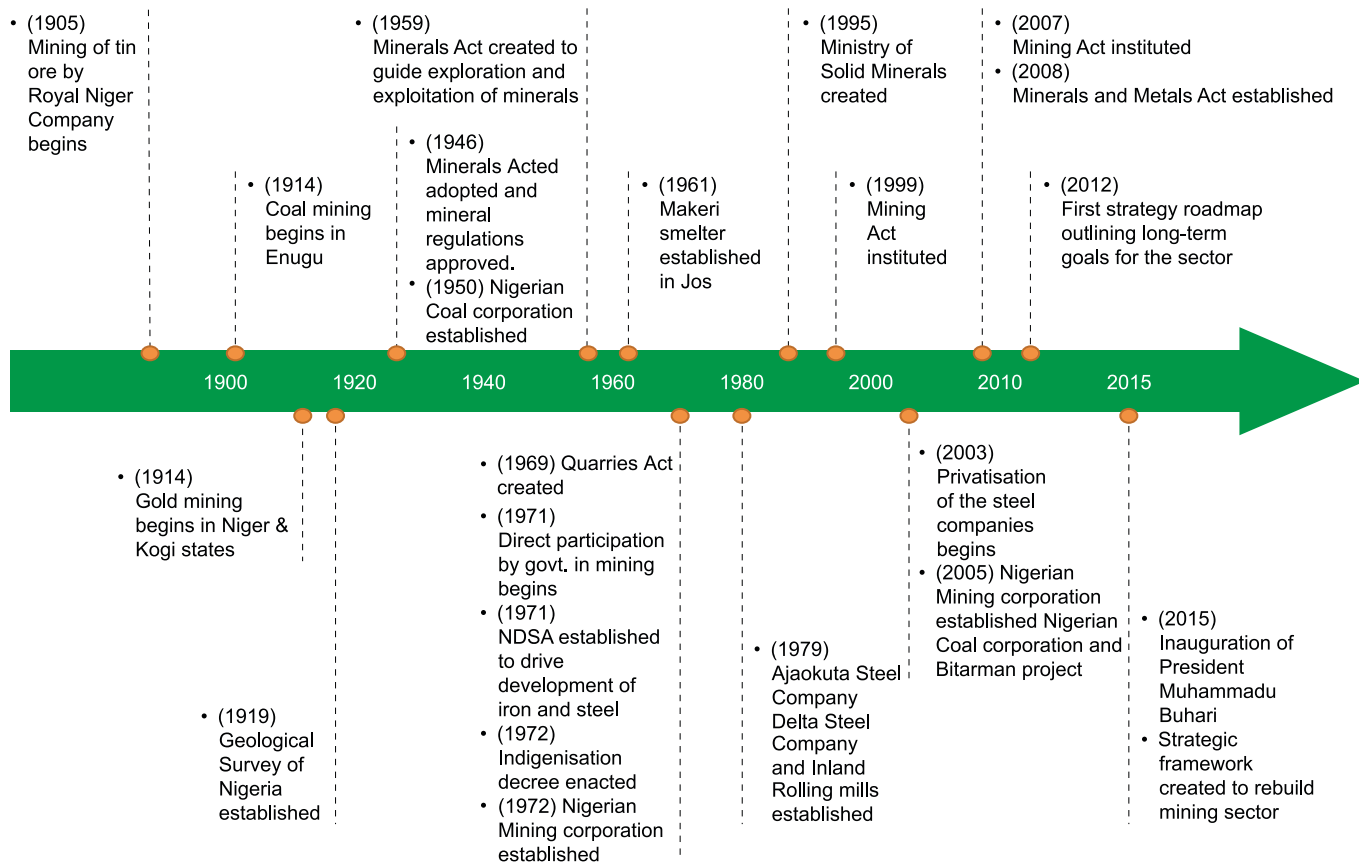 • (1905)
Mining of tin
ore by
Royal Niger
Company
begins
• (1914)
Coal mining
begins in
Enugu
• (1959)
Minerals Act created to
guide exploration and
exploitation of minerals
• (1946)
Minerals Acted
adopted and
mineral
regulations
approved.
• (1950) Nigerian
Coal corporation
established
• (1961)
Makeri
smelter
established
in Jos
• (1995)
Ministry of
Solid Minerals
created
• (1999)
Mining
Act
instituted
• (2007)
Mining Act instituted
• (2008)
Minerals and Metals Act established
• (2012)
First strategy roadmap
outlining long-term
goals for the sector
1900 1920 1940 1960 1980 2000 2010 2015
• (1914)
Gold mining
begins in Niger &
Kogi states
• (1919)
Geological
Survey of
Nigeria
established
• (1969) Quarries Act
created
• (1971)
Direct participation
by govt. in mining
begins
• (1971)
NDSA established
to drive
development of
iron and steel
• (1972)
Indigenisation
decree enacted
• (1972) Nigerian
Mining corporation
established
• (1979)
Ajaokuta Steel
Company
Delta Steel
Company
and Inland
Rolling mills
established
• (2003)
Privatisation
of the steel
companies
begins
• (2005) Nigerian
Mining corporation
established Nigerian
Coal corporation and
Bitarman project
• (2015)
Inauguration of
President
Muhammadu
Buhari
• Strategic
framework
created to rebuild
mining sector